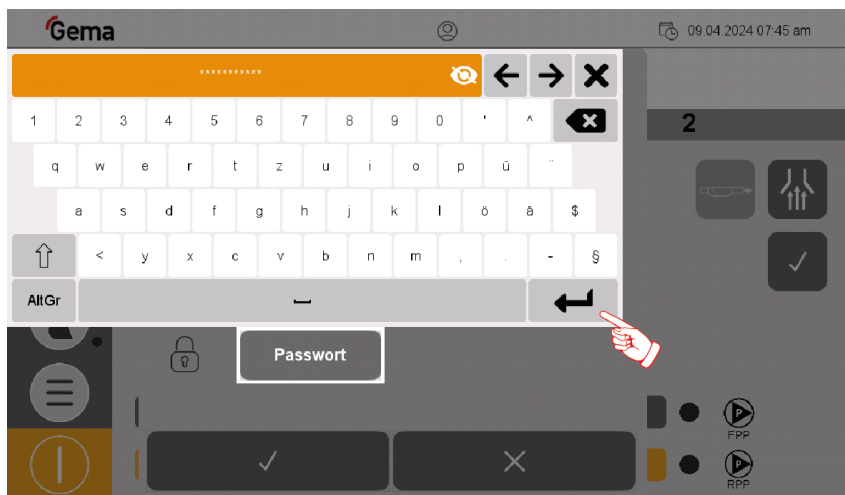 Gema
09.04.2024 07:45 am
***********
1 2 3 4 5 6 7 8 9 0 ' ^
2
q w e r t z u i o p ü ¨
a s d f g h j k l ö ä $
< y x c v b n m , . - §
AltGr
Passwort
P
FPP
P
RPP